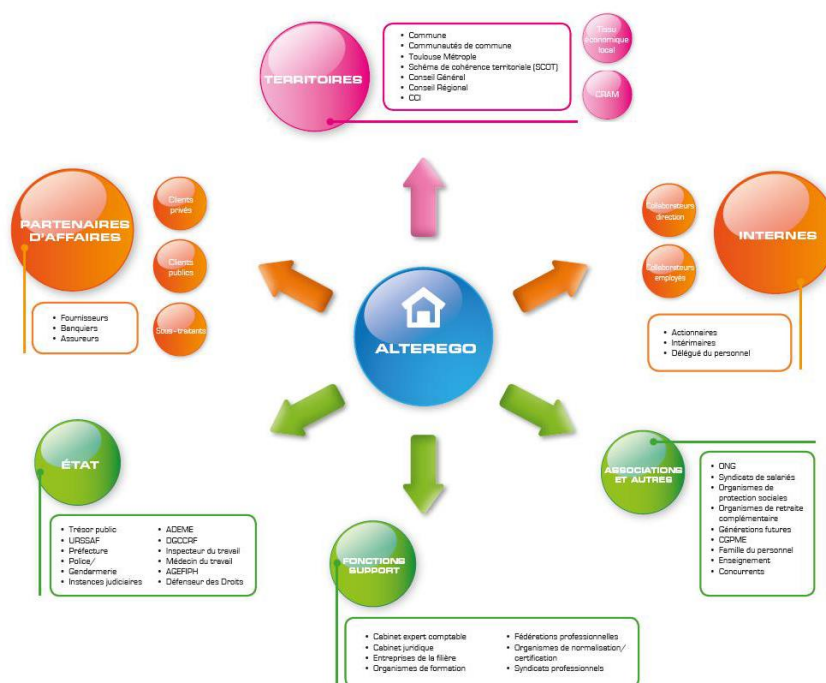 TERRITOIRES
• Commune
• Communautés de commune
• Toulouse Métrople
• Schéma de cohérence territoriale (SCOT)
• Conseil Général
• Conseil Régional
• CCI
Tissu
économique
local
CRAM
PARTENAIRES
D'AFFAIRES
Clients
privés
Clients
publics
Sous-traitants
• Fournisseurs
• Banquiers
• Assureurs
ALTEREGO
Collaborateurs
direction
Collaborateurs
employés
INTERNES
• Actionnaires
• Intérimaires
• Délégué du personnel
ÉTAT
• Trésor public
• URSSAF
• Préfecture
• Police/
Gendarmerie
• Instances judiciaires
• ADEME
• DGCCRF
• Inspecteur du travail
• Médecin du travail
• AGEFIPH
• Défenseur des Droits
FONCTIONS
SUPPORT
• Cabinet expert comptable
• Cabinet juridique
• Entreprises de la filière
• Organismes de formation
• Fédérations professionnelles
• Organismes de normalisation/
certification
• Syndicats professionnels
ASSOCIATIONS
ET AUTRES
• ONG
• Syndicats de salariés
• Organismes de
protection sociales
• Organismes de retraite
complémentaire
• Générations futures
• CGPME
• Famille du personnel
• Enseignement
• Concurrents